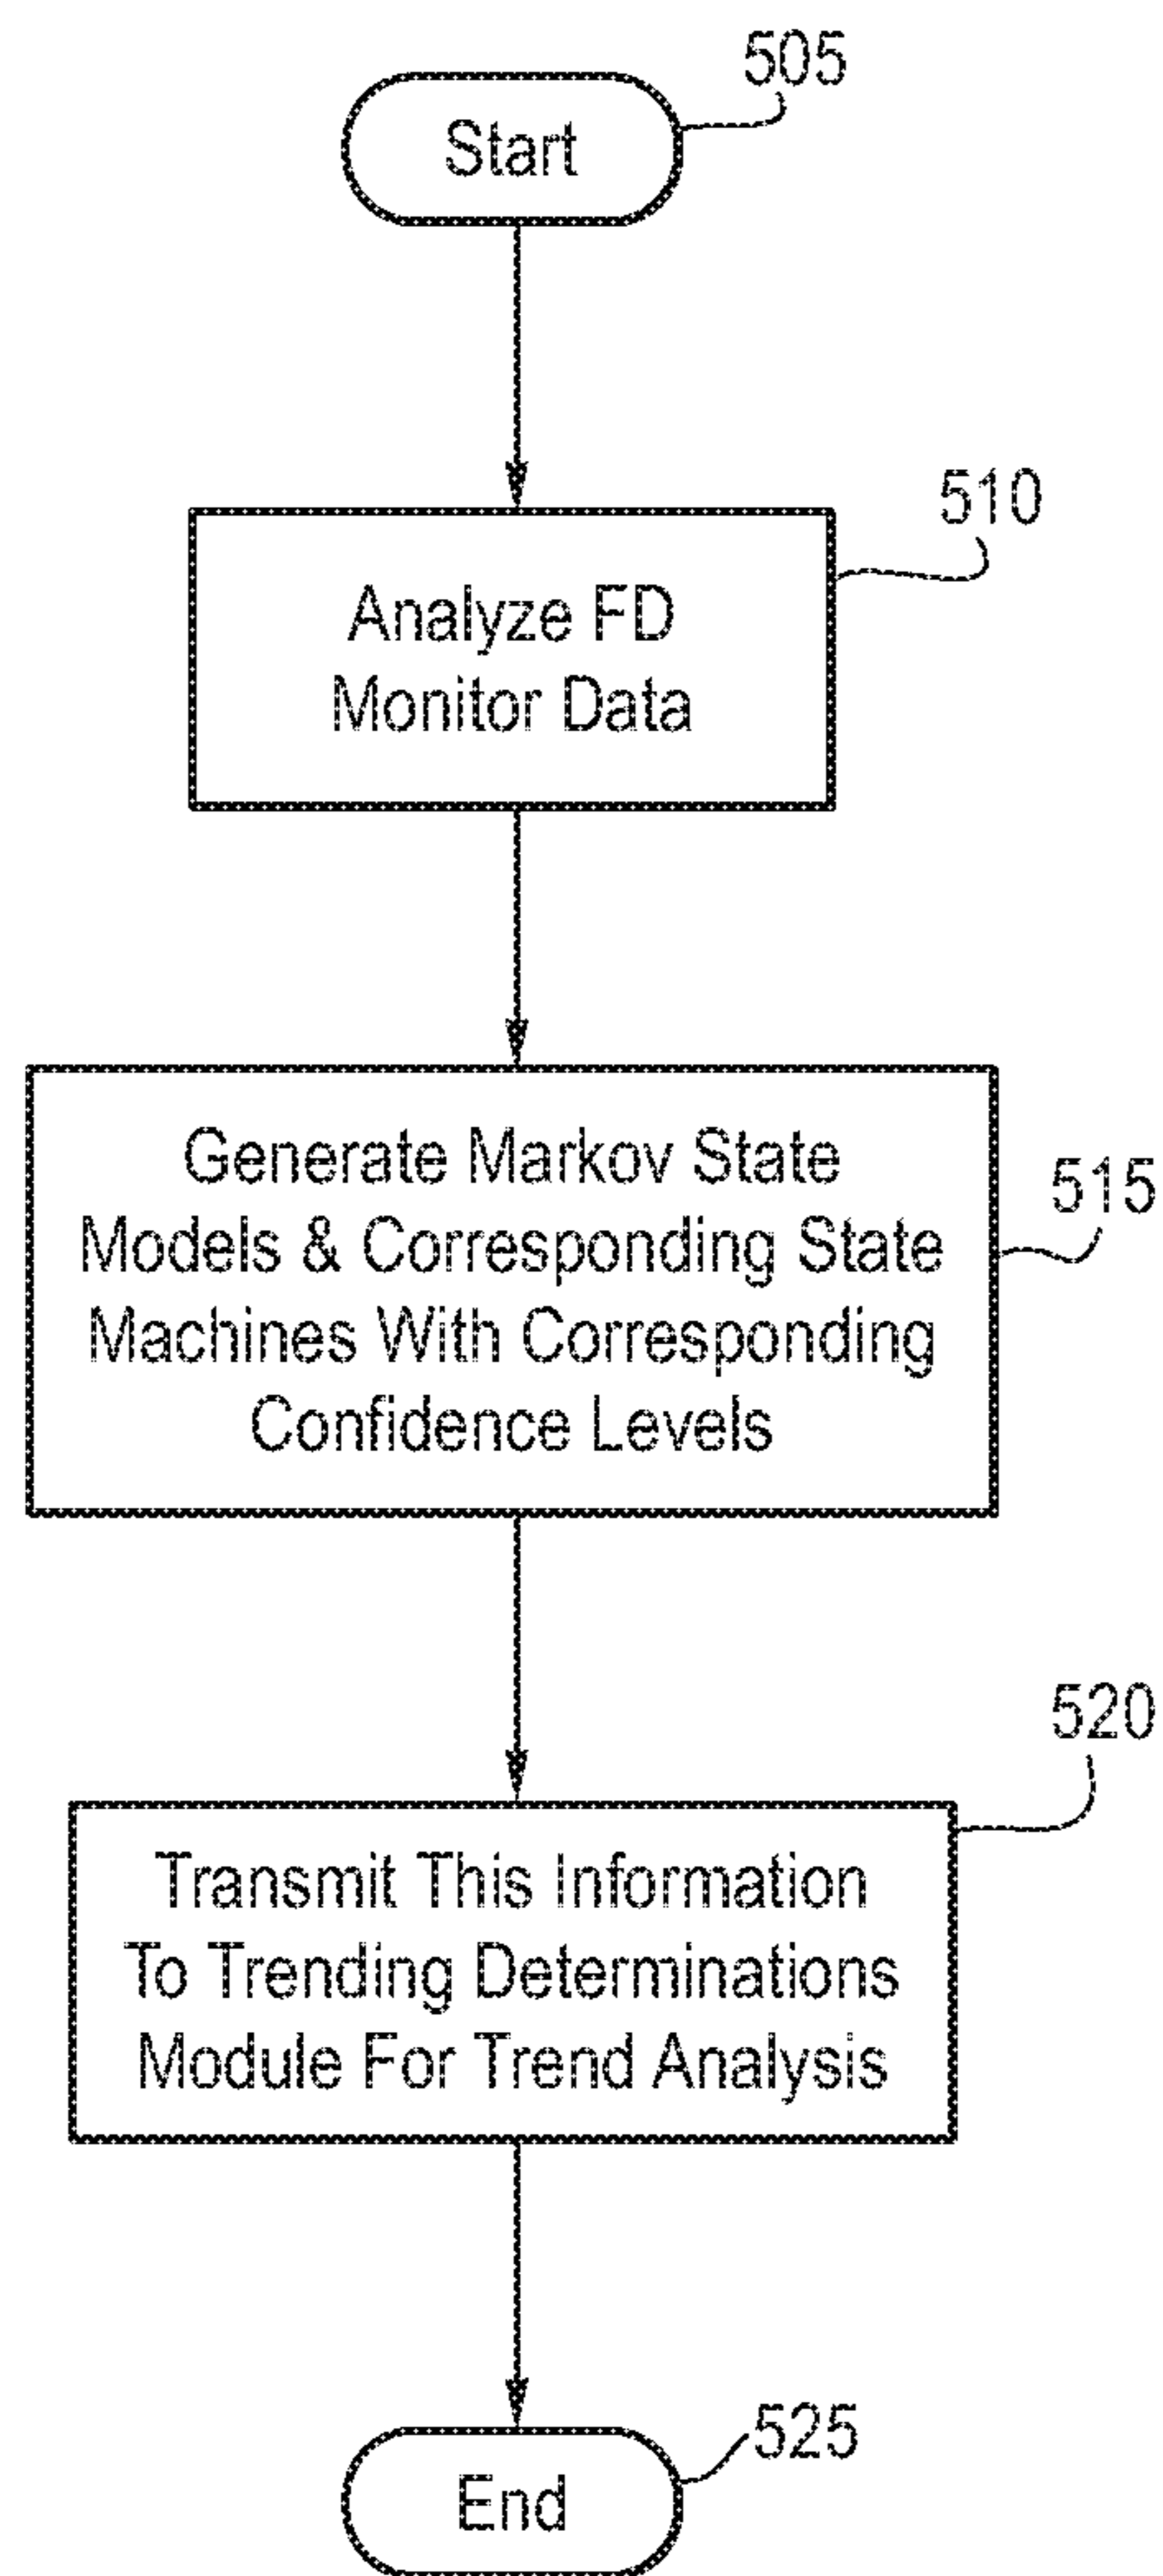 505
Start
510
Analyze FD
Monitor Data
Generate Markov State
Models & Corresponding State
Machines With Corresponding
Confidence Levels
515
520
Transmit This Information
To Trending Determinations
Module For Trend Analysis
525
End